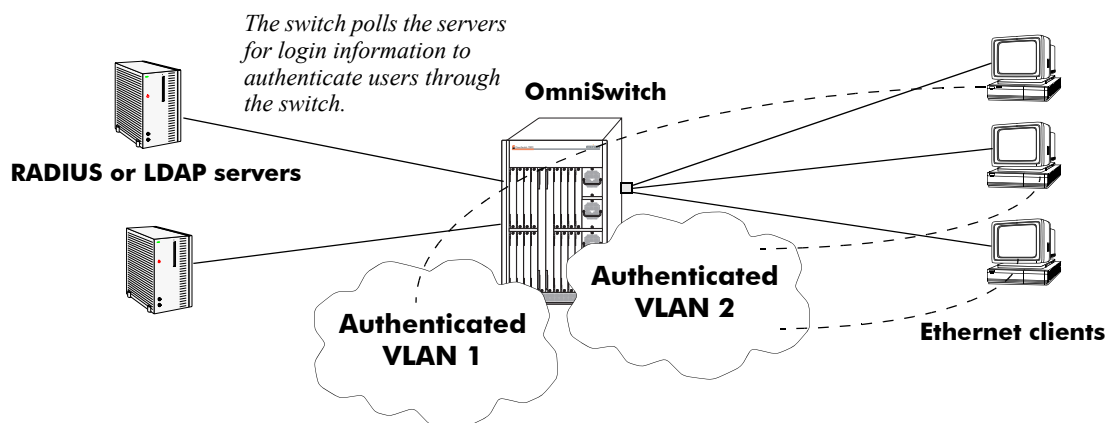 The switch polls the servers
for login information to
authenticate users through
the switch.
OmniSwitch
RADIUS or LDAP servers
Authenticated
VLAN 1
Authenticated
VLAN 2
Ethernet clients